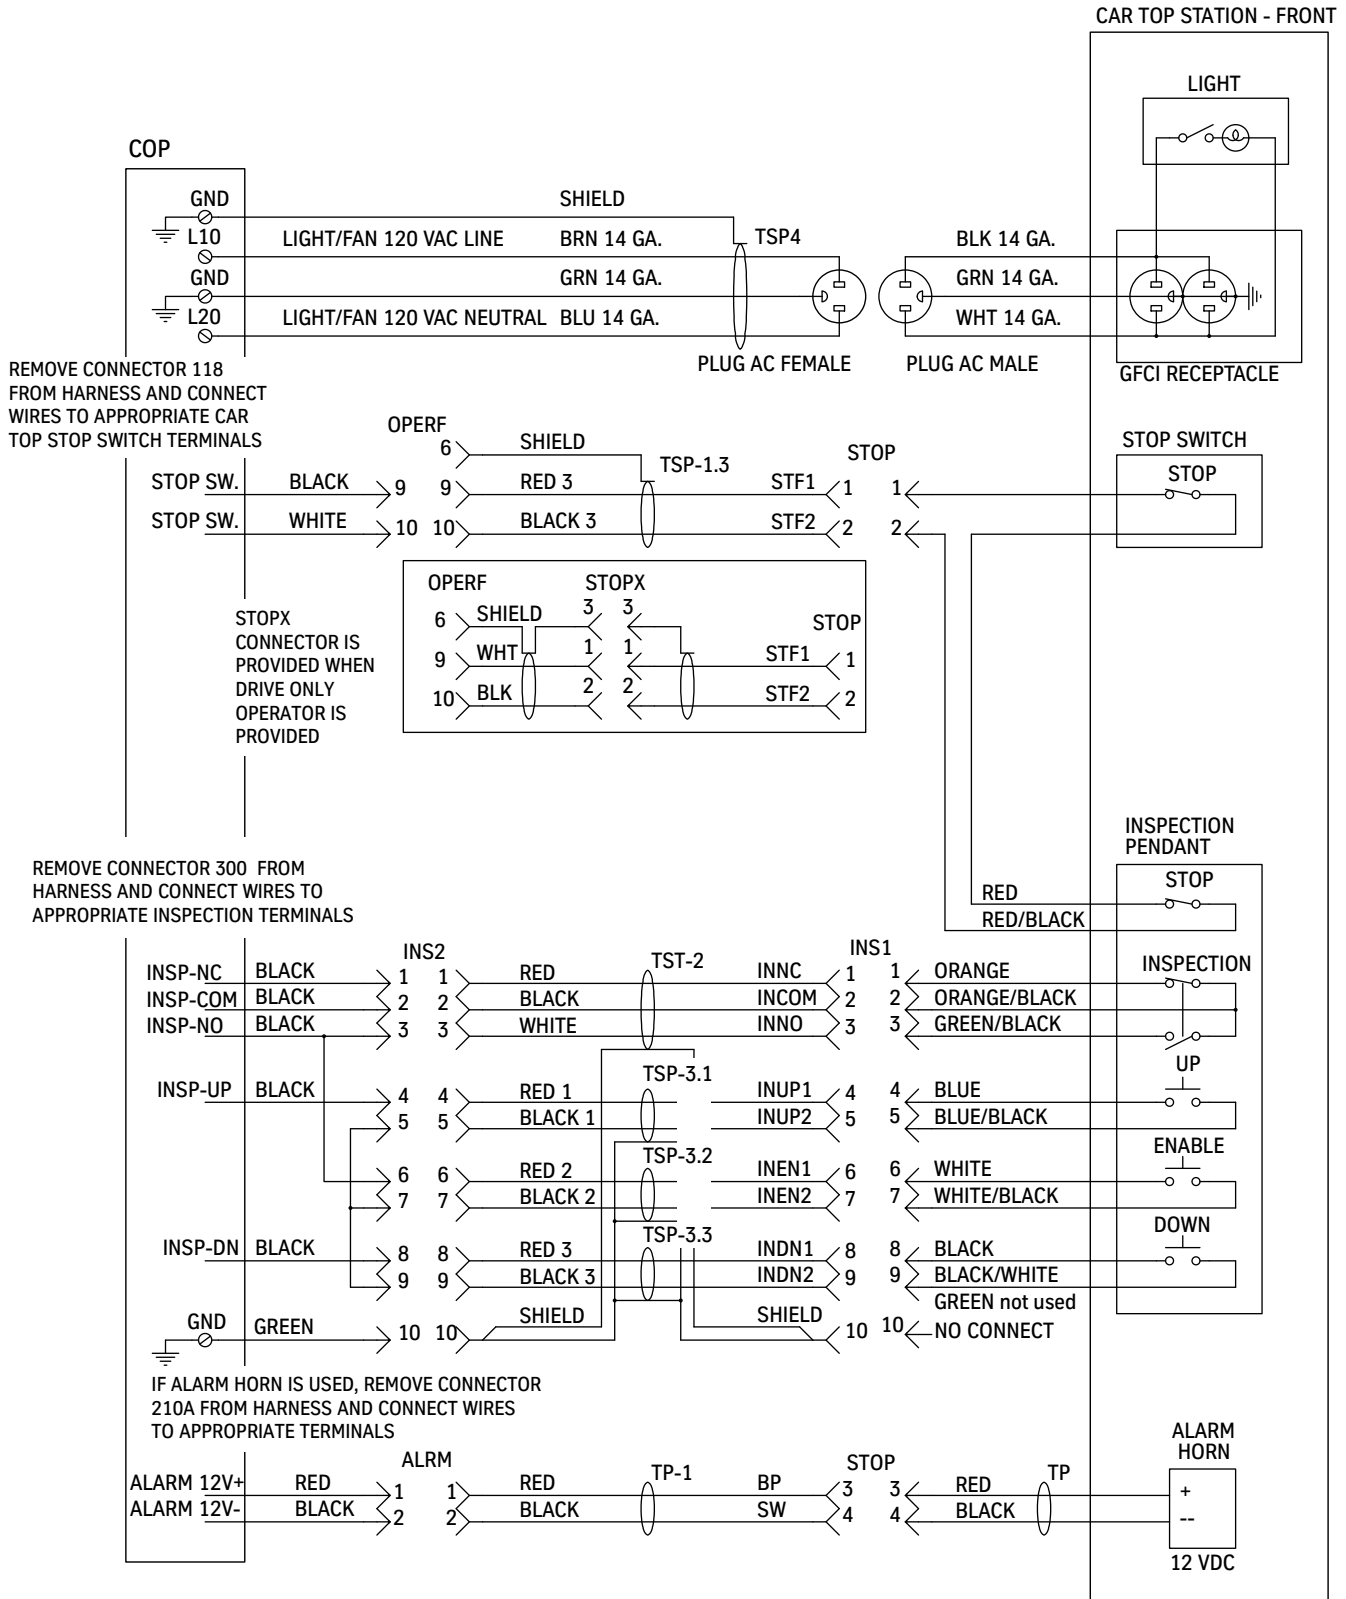 CAR TOP STATION - FRONT
LIGHT
COP
GND
SHIELD
L10
LIGHT/FAN 120 VAC LINE
BRN 14 GA.
TSP4
BLK 14 GA.
GND
GRN 14 GA.
GRN 14 GA.
L20
LIGHT/FAN 120 VAC NEUTRAL
BLU 14 GA.
WHT 14 GA.
PLUG AC FEMALE
PLUG AC MALE
GFCI RECEPTACLE
REMOVE CONNECTOR 118
FROM HARNESS AND CONNECT
WIRES TO APPROPRIATE CAR
TOP STOP SWITCH TERMINALS
OPERF
6
SHIELD
TSP-1.3
STOP
STOP SWITCH
STOP
STOP SW.
BLACK
9
9
RED 3
STF1
1
1
STOP SW.
WHITE
10
10
BLACK 3
STF2
2
2
OPERF
STOPX
6
SHIELD
3
3
STOP
9
WHT
1
1
STF1
1
10
BLK
2
2
STF2
2
STOPX
CONNECTOR IS
PROVIDED WHEN
DRIVE ONLY
OPERATOR IS
PROVIDED
INSPECTION
PENDANT
STOP
RED
RED/BLACK
REMOVE CONNECTOR 300 FROM
HARNESS AND CONNECT WIRES TO
APPROPRIATE INSPECTION TERMINALS
INS2
TST-2
INS1
INSPECTION
INSP-NC
BLACK
1
1
RED
INNC
1
1
ORANGE
INSP-COM
BLACK
2
2
BLACK
INCOM
2
2
ORANGE/BLACK
INSP-NO
BLACK
3
3
WHITE
INNO
3
3
GREEN/BLACK
UP
TSP-3.1
INSP-UP
BLACK
4
4
RED 1
INUP1
4
4
BLUE
5
5
BLACK 1
INUP2
5
5
BLUE/BLACK
TSP-3.2
ENABLE
6
6
RED 2
INEN1
6
6
WHITE
7
7
BLACK 2
INEN2
7
7
WHITE/BLACK
TSP-3.3
DOWN
INSP-DN
BLACK
8
8
RED 3
INDN1
8
8
BLACK
9
9
BLACK 3
INDN2
9
9
BLACK/WHITE
GREEN not used
GND
GREEN
10
10
SHIELD
SHIELD
10
10
NO CONNECT
IF ALARM HORN IS USED, REMOVE CONNECTOR
210A FROM HARNESS AND CONNECT WIRES
TO APPROPRIATE TERMINALS
ALRM
TP-1
STOP
TP
ALARM
HORN
ALARM 12V+
RED
1
1
RED
BP
3
3
RED
+
ALARM 12V-
BLACK
2
2
BLACK
SW
4
4
BLACK
--
12 VDC